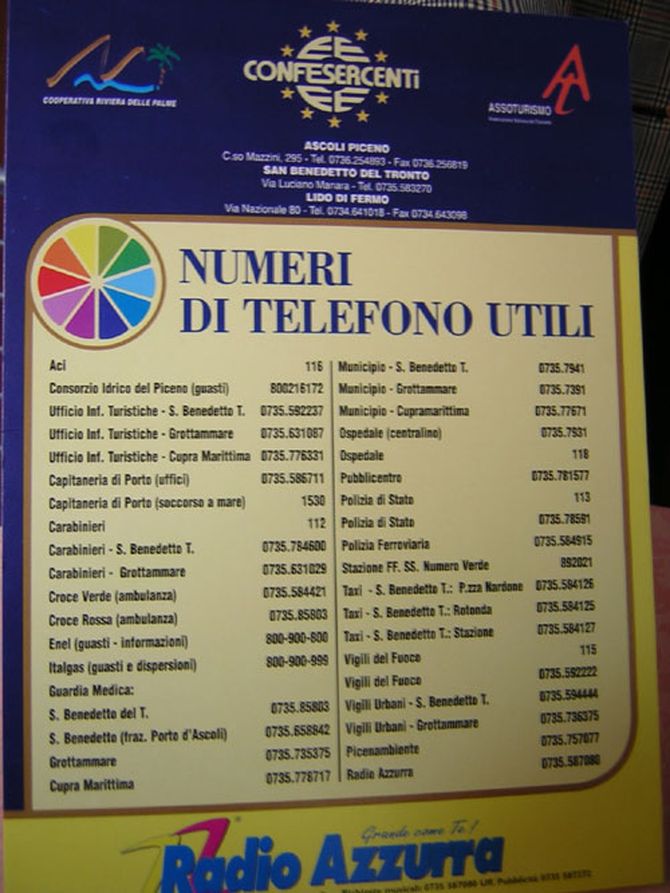 COOPERATIVA RIVIERA DELLE PALME
CONFESERCENTI
ASSOTURISMO
ASCOLI PICENO
C.so Mazzini, 295 - Tel. 0736.254893 - Fax 0736.256819
SAN BENEDETTO DEL TRONTO
Via Luciano Manara - Tel. 0735.583270
LIDO DI FERMO
Via Nazionale 80 - Tel. 0734.641018 - Fax 0734.643098
NUMERI
DI TELEFONO UTILI
Aci 116
Consorzio Idrico del Piceno (guasti) 800216172
Ufficio Inf. Turistiche - S. Benedetto T. 0735.592237
Ufficio Inf. Turistiche - Grottammare 0735.631087
Ufficio Inf. Turistiche - Cupra Marittima 0735.776331
Capitaneria di Porto (uffici) 0735.586711
Capitaneria di Porto (soccorso a mare) 1530
Carabinieri 112
Carabinieri - S. Benedetto T. 0735.784600
Carabinieri - Grottammare 0735.631029
Croce Verde (ambulanza) 0735.584421
Croce Rossa (ambulanza) 0735.85803
Enel (guasti - informazioni) 800-900-800
Italgas (guasti e dispersioni) 800-900-999
Guardia Medica:
S. Benedetto del T. 0735.85803
S. Benedetto (fraz. Porto d'Ascoli) 0735.658842
Grottammare 0735.735375
Cupra Marittima 0735.778717
Municipio - S. Benedetto T. 0735.7941
Municipio - Grottammare 0735.7391
Municipio - Cupramarittima 0735.77671
Ospedale (centralino) 0735.7931
Ospedale 118
Pubblicentro 0735.781577
Polizia di Stato 113
Polizia di Stato 0735.78591
Polizia Ferroviaria 0735.584915
Stazione FF. SS. Numero Verde 892021
Taxi - S. Benedetto T.: P.zza Nardone 0735.584126
Taxi - S. Benedetto T.: Rotonda 0735.584125
Taxi - S. Benedetto T.: Stazione 0735.584127
Vigili del Fuoco 115
Vigili del Fuoco 0735.592222
Vigili Urbani - S. Benedetto T. 0735.594444
Vigili Urbani - Grottammare 0735.736375
Picenambiente 0735.757077
Radio Azzurra 0735.587080
Grande come Te!
Radio Azzurra
Richieste musicali: 0735 587080 Uff. Pubblicità: 0735